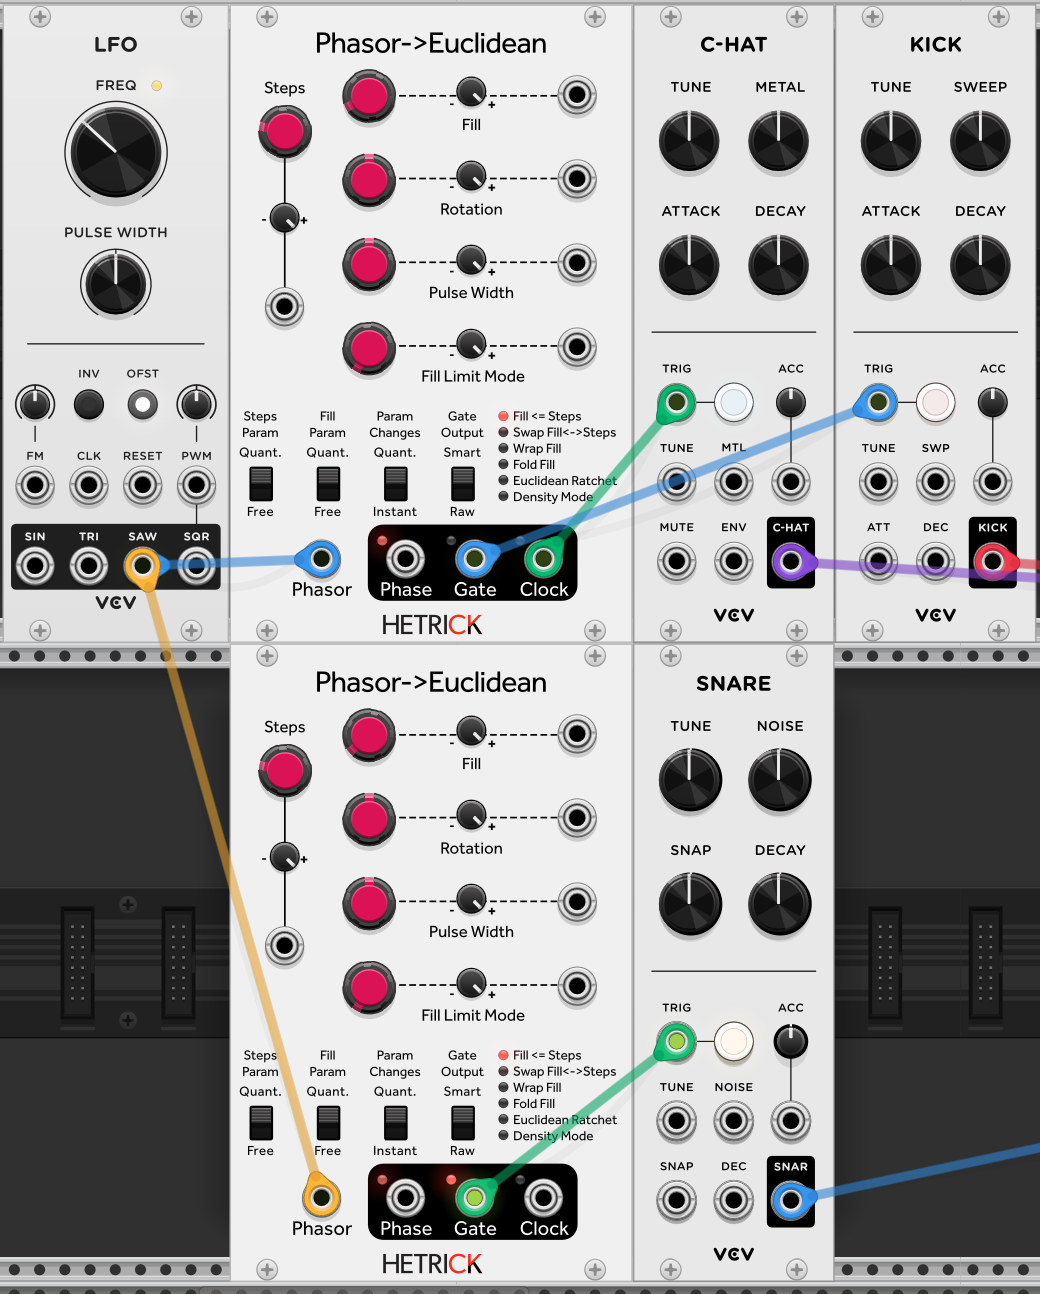 LFO
FREQ
PULSE WIDTH
INV OFST
FM CLK RESET PWM
SIN TRI SAW SQR
VCV
Phasor->Euclidean
Steps
- +
- +
Fill
- +
Rotation
- +
Pulse Width
- +
Fill Limit Mode
Steps Fill Param Gate
Param Param Changes Output
Quant. Quant. Quant. Smart
Free Free Instant Raw
Fill <= Steps
Swap Fill<->Steps
Wrap Fill
Fold Fill
Euclidean Ratchet
Density Mode
Phasor Phase Gate Clock
HETRICK
C-HAT
TUNE METAL
ATTACK DECAY
TRIG ACC
TUNE MTL
MUTE ENV C-HAT
VCV
KICK
TUNE SWEEP
ATTACK DECAY
TRIG ACC
TUNE SWP
ATT DEC KICK
VCV
Phasor->Euclidean
Steps
- +
- +
Fill
- +
Rotation
- +
Pulse Width
- +
Fill Limit Mode
Steps Fill Param Gate
Param Param Changes Output
Quant. Quant. Quant. Smart
Free Free Instant Raw
Fill <= Steps
Swap Fill<->Steps
Wrap Fill
Fold Fill
Euclidean Ratchet
Density Mode
Phasor Phase Gate Clock
HETRICK
SNARE
TUNE NOISE
SNAP DECAY
TRIG ACC
TUNE NOISE
SNAP DEC SNAR
VCV